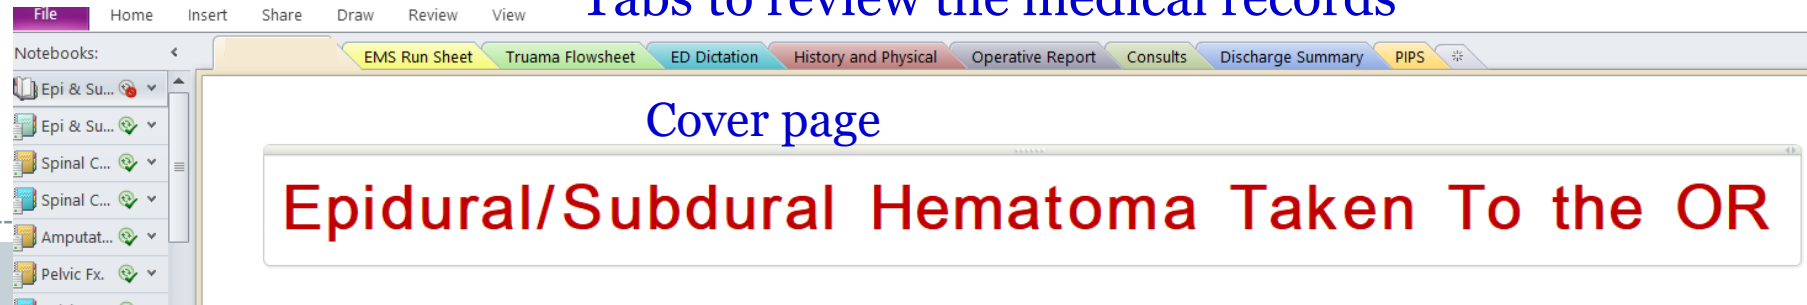 Tabs to review the medical records
File Home Insert Share Draw Review View
Notebooks:
EMS Run Sheet Truama Flowsheet ED Dictation History and Physical Operative Report Consults Discharge Summary PIPS
Epi & Su...
Epi & Su...
Spinal C...
Spinal C...
Amputat...
Pelvic Fx.
Cover page
Epidural/Subdural Hematoma Taken To the OR